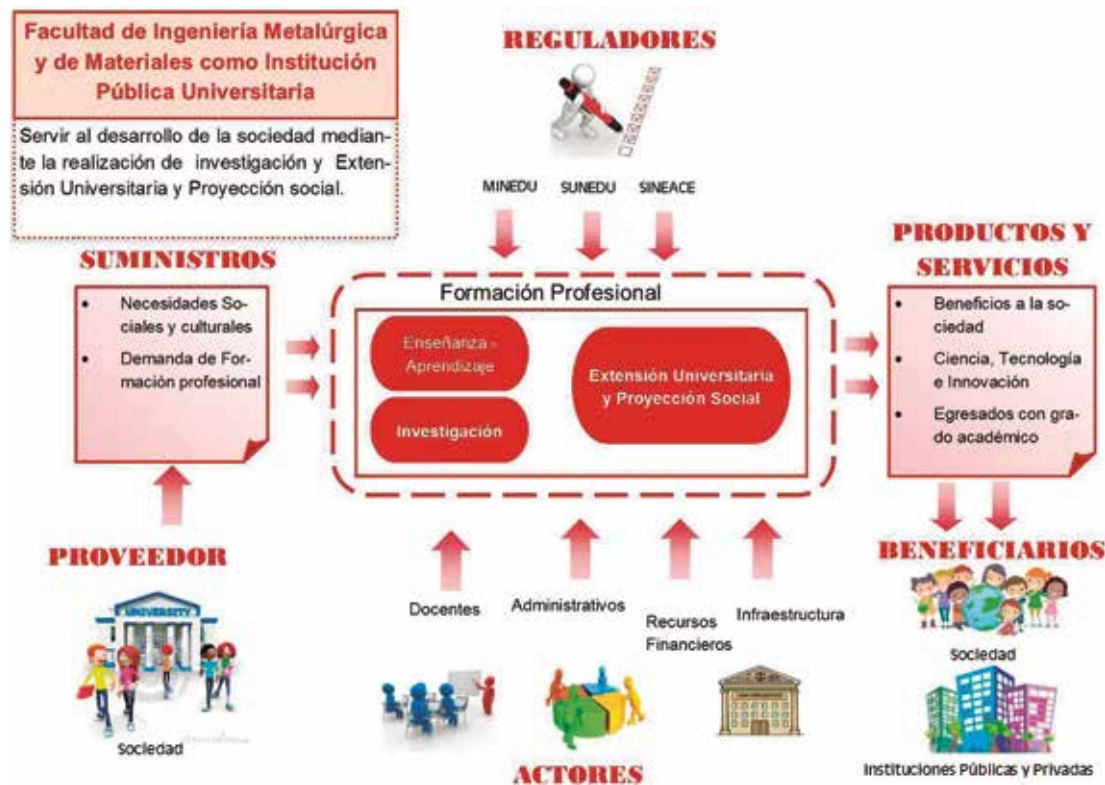 Facultad de Ingeniería Metalúrgica
y de Materiales como Institución
Pública Universitaria
Servir al desarrollo de la sociedad median-
te la realización de investigación y Exten-
sión Universitaria y Proyección social.
REGULADORES
MINEDU SUNEDU SINEACE
SUMINISTROS
• Necesidades So-
ciales y culturales
• Demanda de For-
mación profesional
Formación Profesional
Enseñanza -
Aprendizaje
Investigación
Extensión Universitaria
y Proyección Social
PRODUCTOS Y
SERVICIOS
• Beneficios a la so-
ciedad
• Ciencia, Tecnología
e Innovación
• Egresados con gra-
do académico
PROVEEDOR
UNIVERSITY
Sociedad
Docentes
Administrativos
Recursos
Financieros
Infraestructura
ACTORES
BENEFICIARIOS
Sociedad
Instituciones Públicas y Privadas